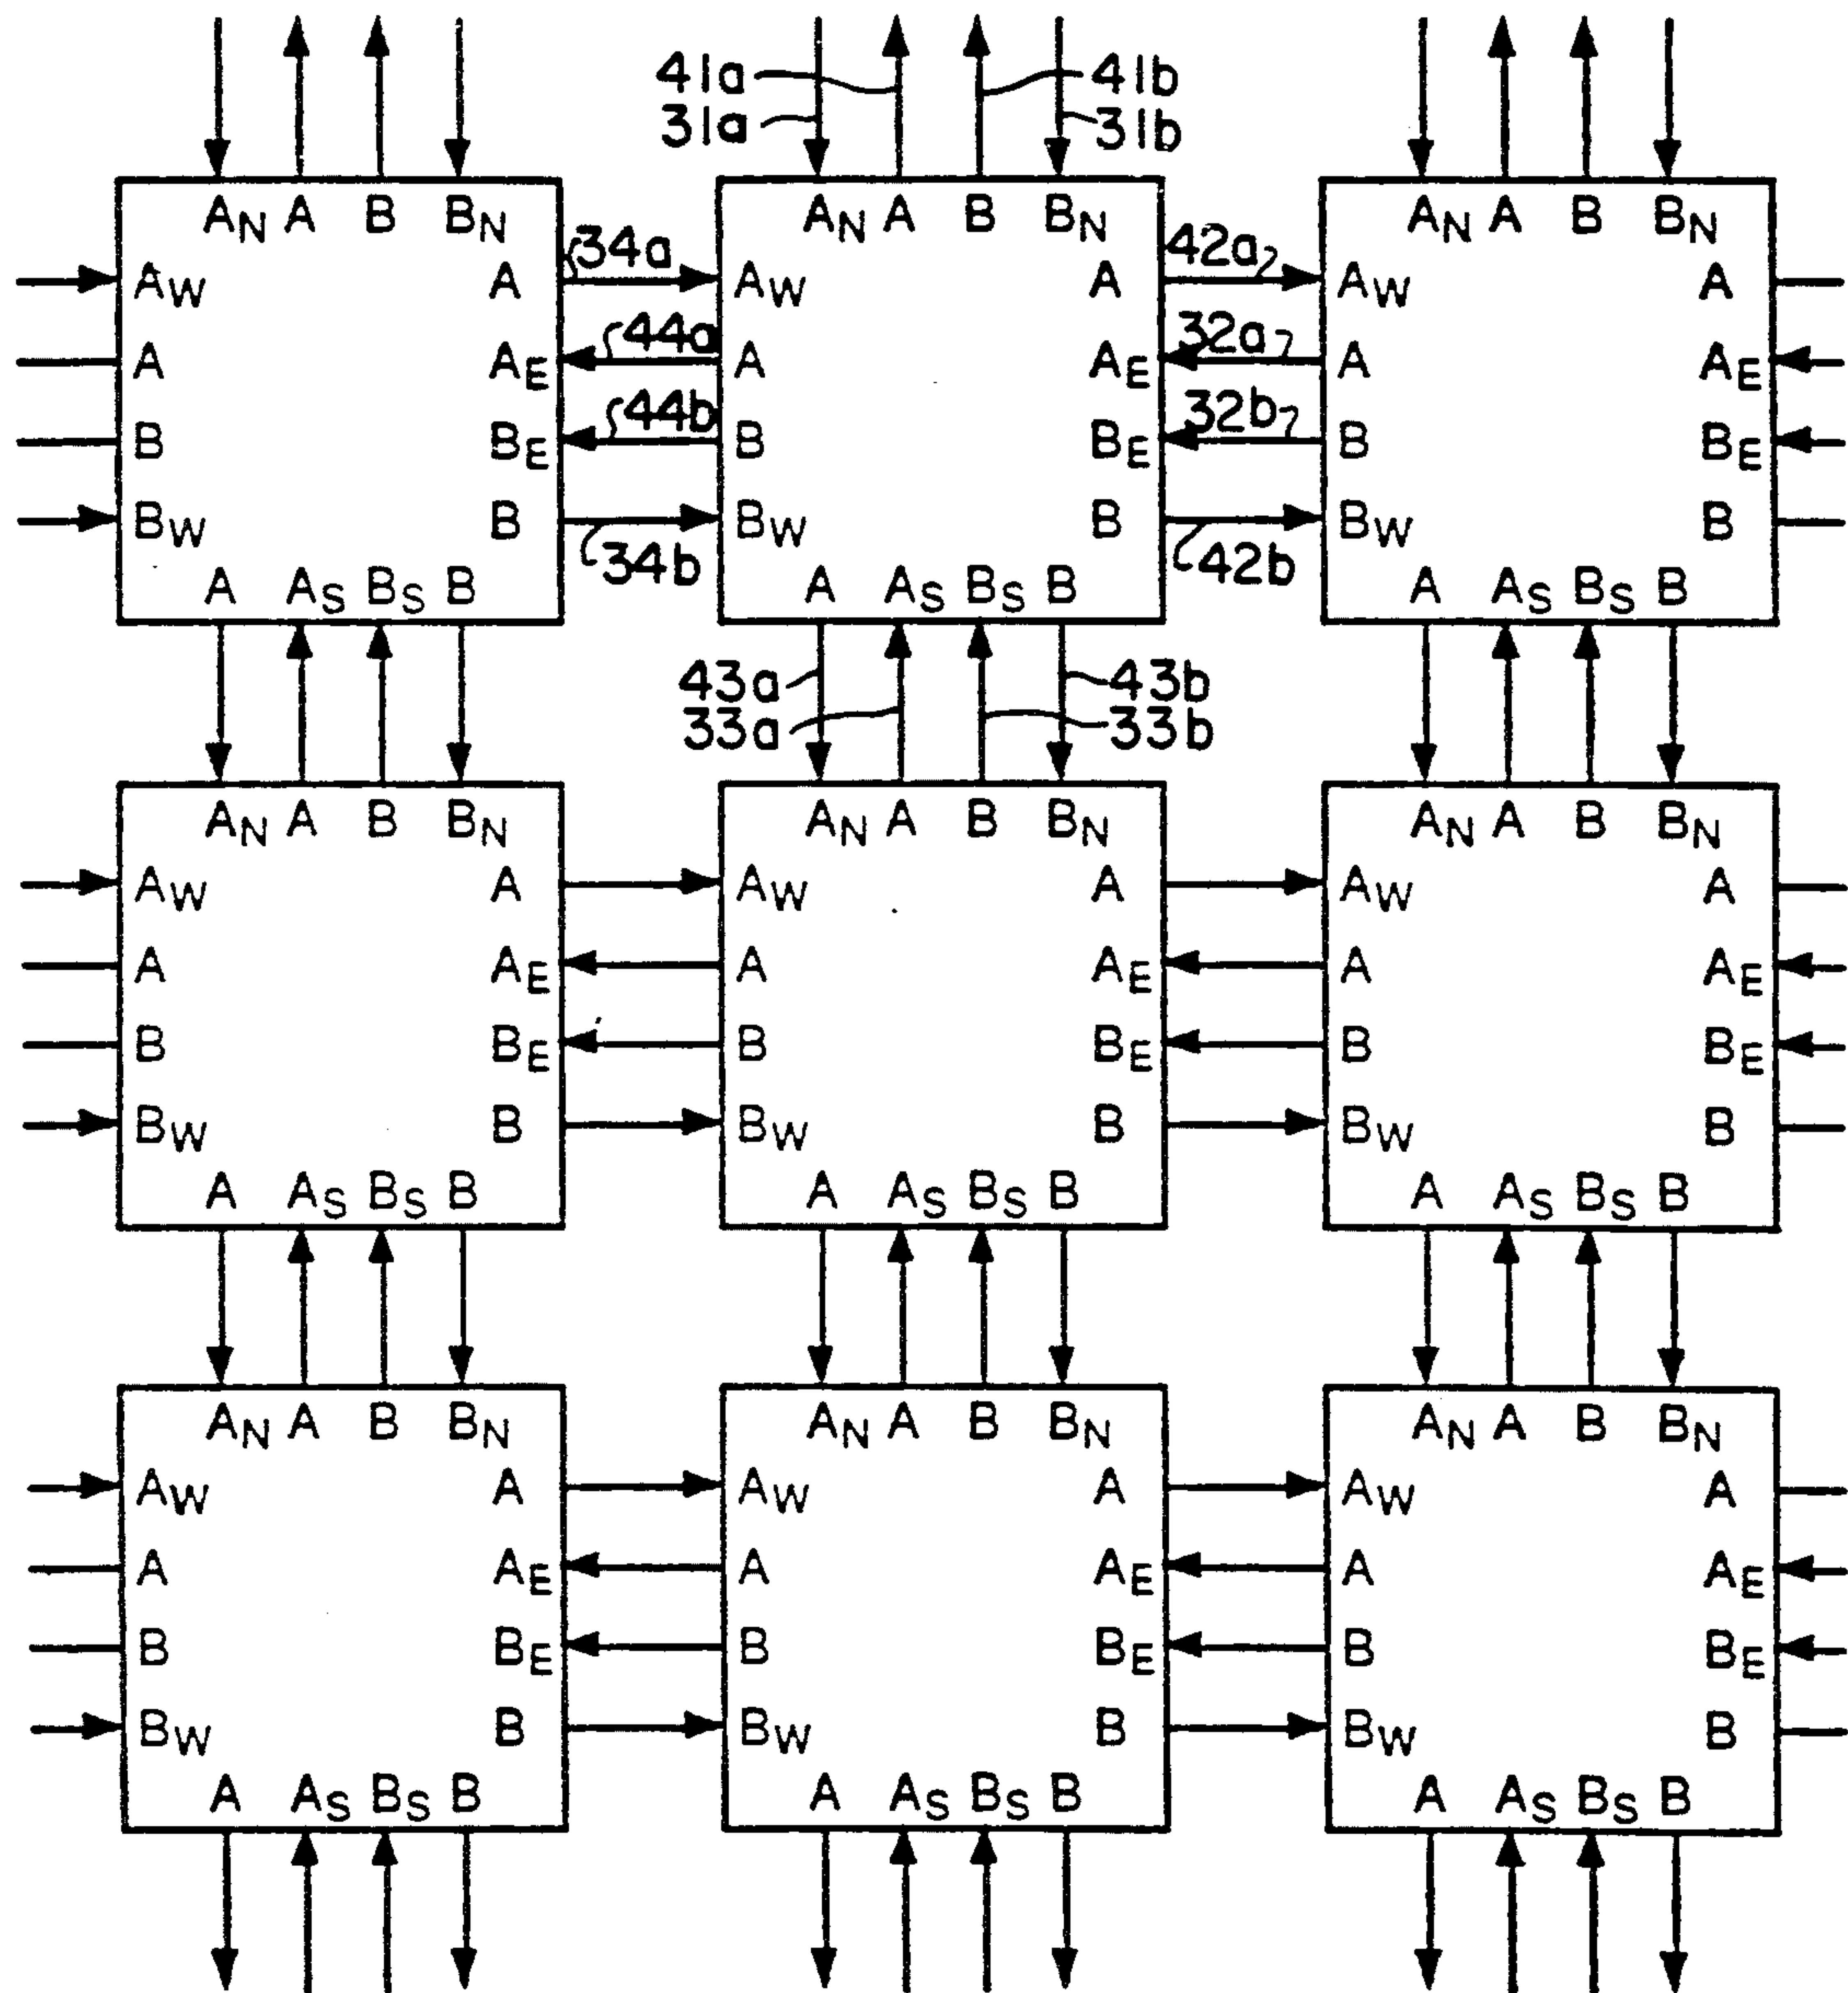 41a 41b
31a 31b
AN A B BN AN A B BN AN A B BN
34a 42a
AW A AW A AW A
44a 32a
A AE A AE A AE
44b 32b
B BE B BE B BE
BW B BW B BW B
34b 42b
A AS BS B A AS BS B A AS BS B
43a 43b
33a 33b
AN A B BN AN A B BN AN A B BN
AW A AW A AW A
A AE A AE A AE
B BE B BE B BE
BW B BW B BW B
A AS BS B A AS BS B A AS BS B
AN A B BN AN A B BN AN A B BN
AW A AW A AW A
A AE A AE A AE
B BE B BE B BE
BW B BW B BW B
A AS BS B A AS BS B A AS BS B